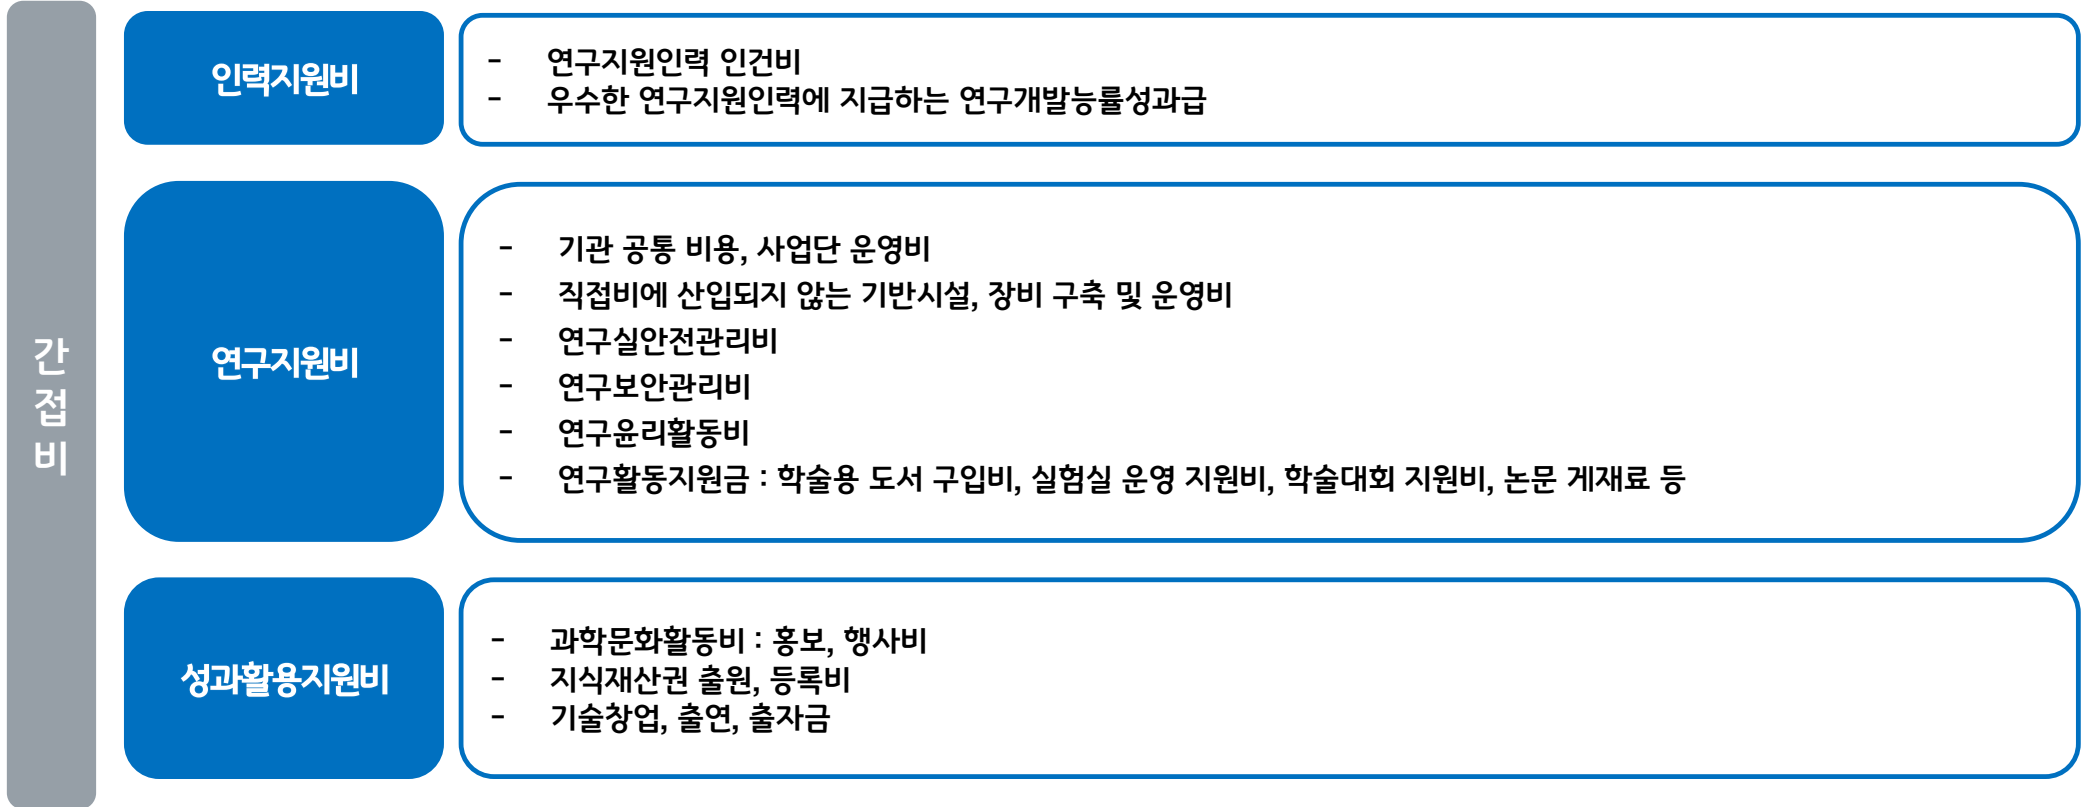 간
접
비
인력지원비
- 연구지원인력 인건비
- 우수한 연구지원인력에 지급하는 연구개발능률성과급
연구지원비
- 기관 공통 비용, 사업단 운영비
- 직접비에 산입되지 않는 기반시설, 장비 구축 및 운영비
- 연구실안전관리비
- 연구보안관리비
- 연구윤리활동비
- 연구활동지원금 : 학술용 도서 구입비, 실험실 운영 지원비, 학술대회 지원비, 논문 게재료 등
성과활용지원비
- 과학문화활동비 : 홍보, 행사비
- 지식재산권 출원, 등록비
- 기술창업, 출연, 출자금